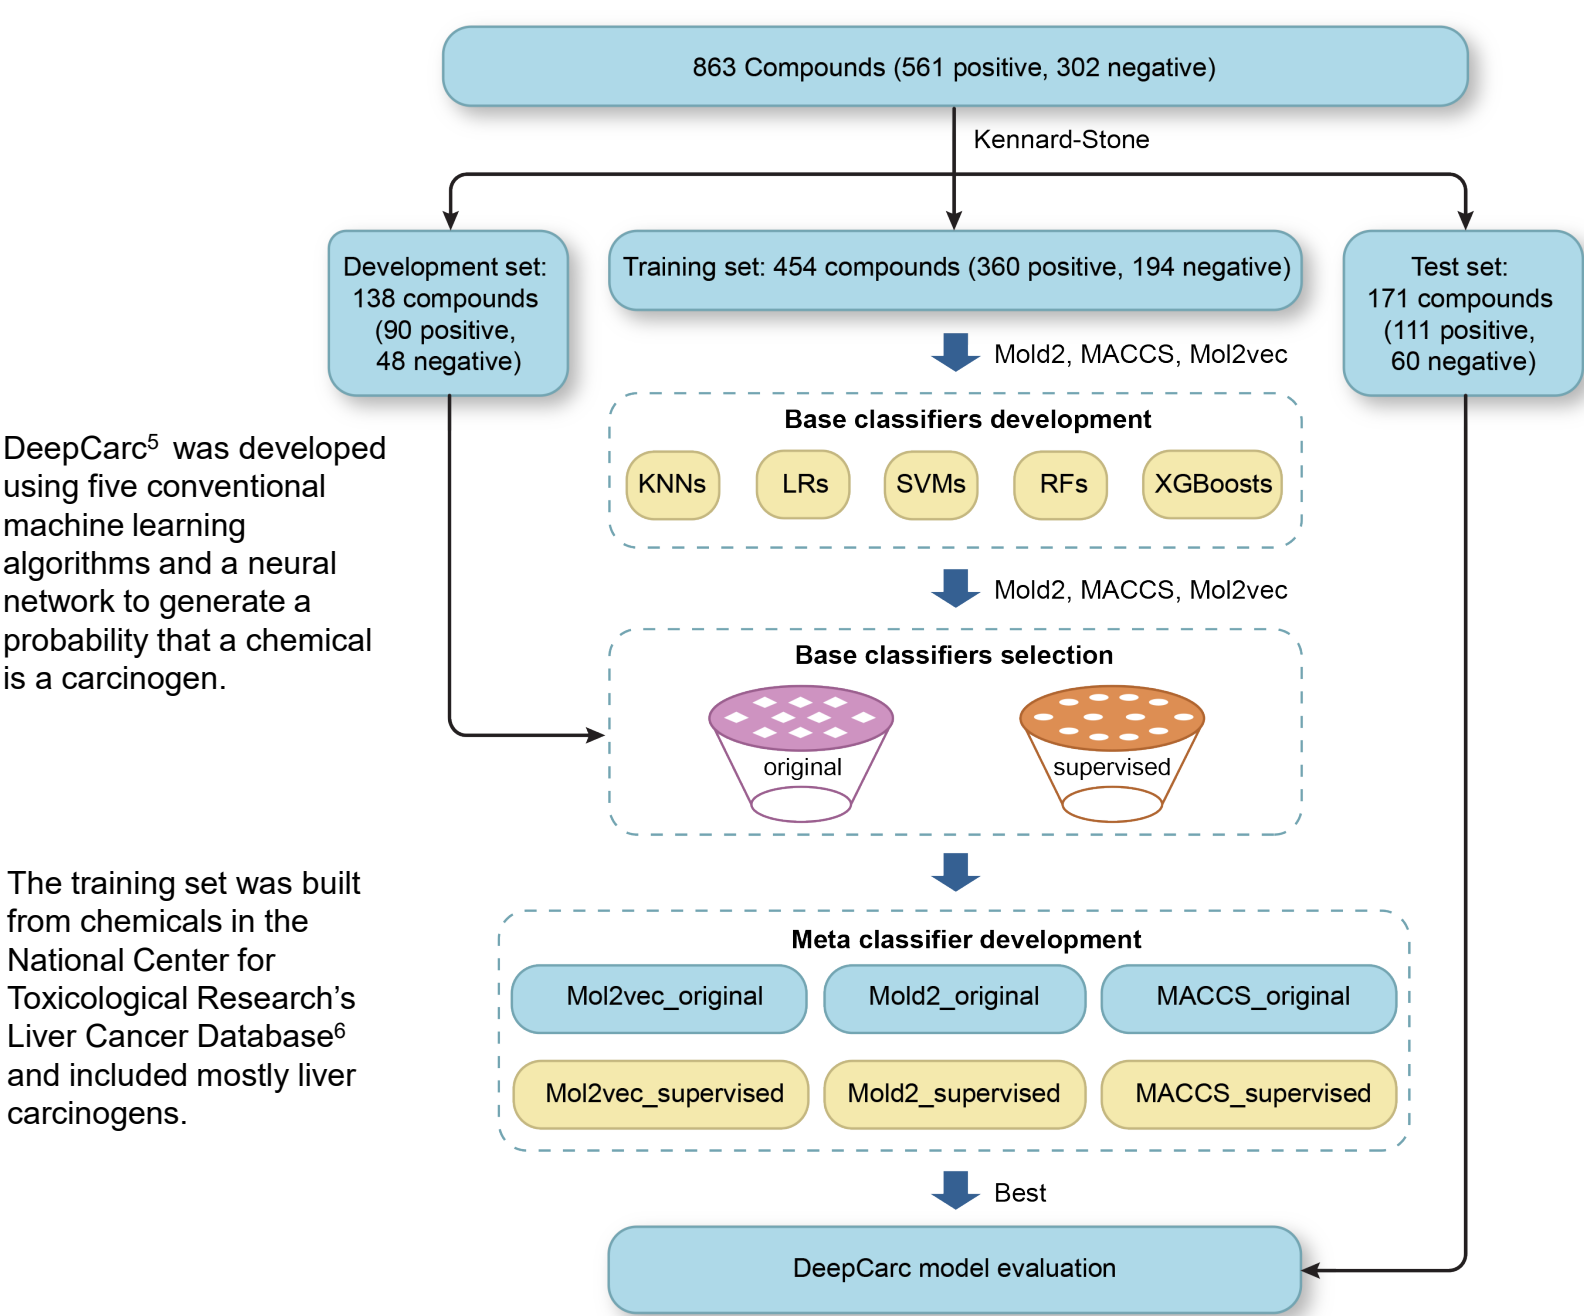 863 Compounds (561 positive, 302 negative)
Kennard-Stone
Development set:
138 compounds
(90 positive,
48 negative)
Training set: 454 compounds (360 positive, 194 negative)
Test set:
171 compounds
(111 positive,
60 negative)
Mold2, MACCS, Mol2vec
Base classifiers development
KNNs
LRs
SVMs
RFs
XGBoosts
DeepCarc5 was developed
using five conventional
machine learning
algorithms and a neural
network to generate a
probability that a chemical
is a carcinogen.
Mold2, MACCS, Mol2vec
Base classifiers selection
original
supervised
The training set was built
from chemicals in the
National Center for
Toxicological Research’s
Liver Cancer Database6
and included mostly liver
carcinogens.
Meta classifier development
Mol2vec_original
Mold2_original
MACCS_original
Mol2vec_supervised
Mold2_supervised
MACCS_supervised
Best
DeepCarc model evaluation